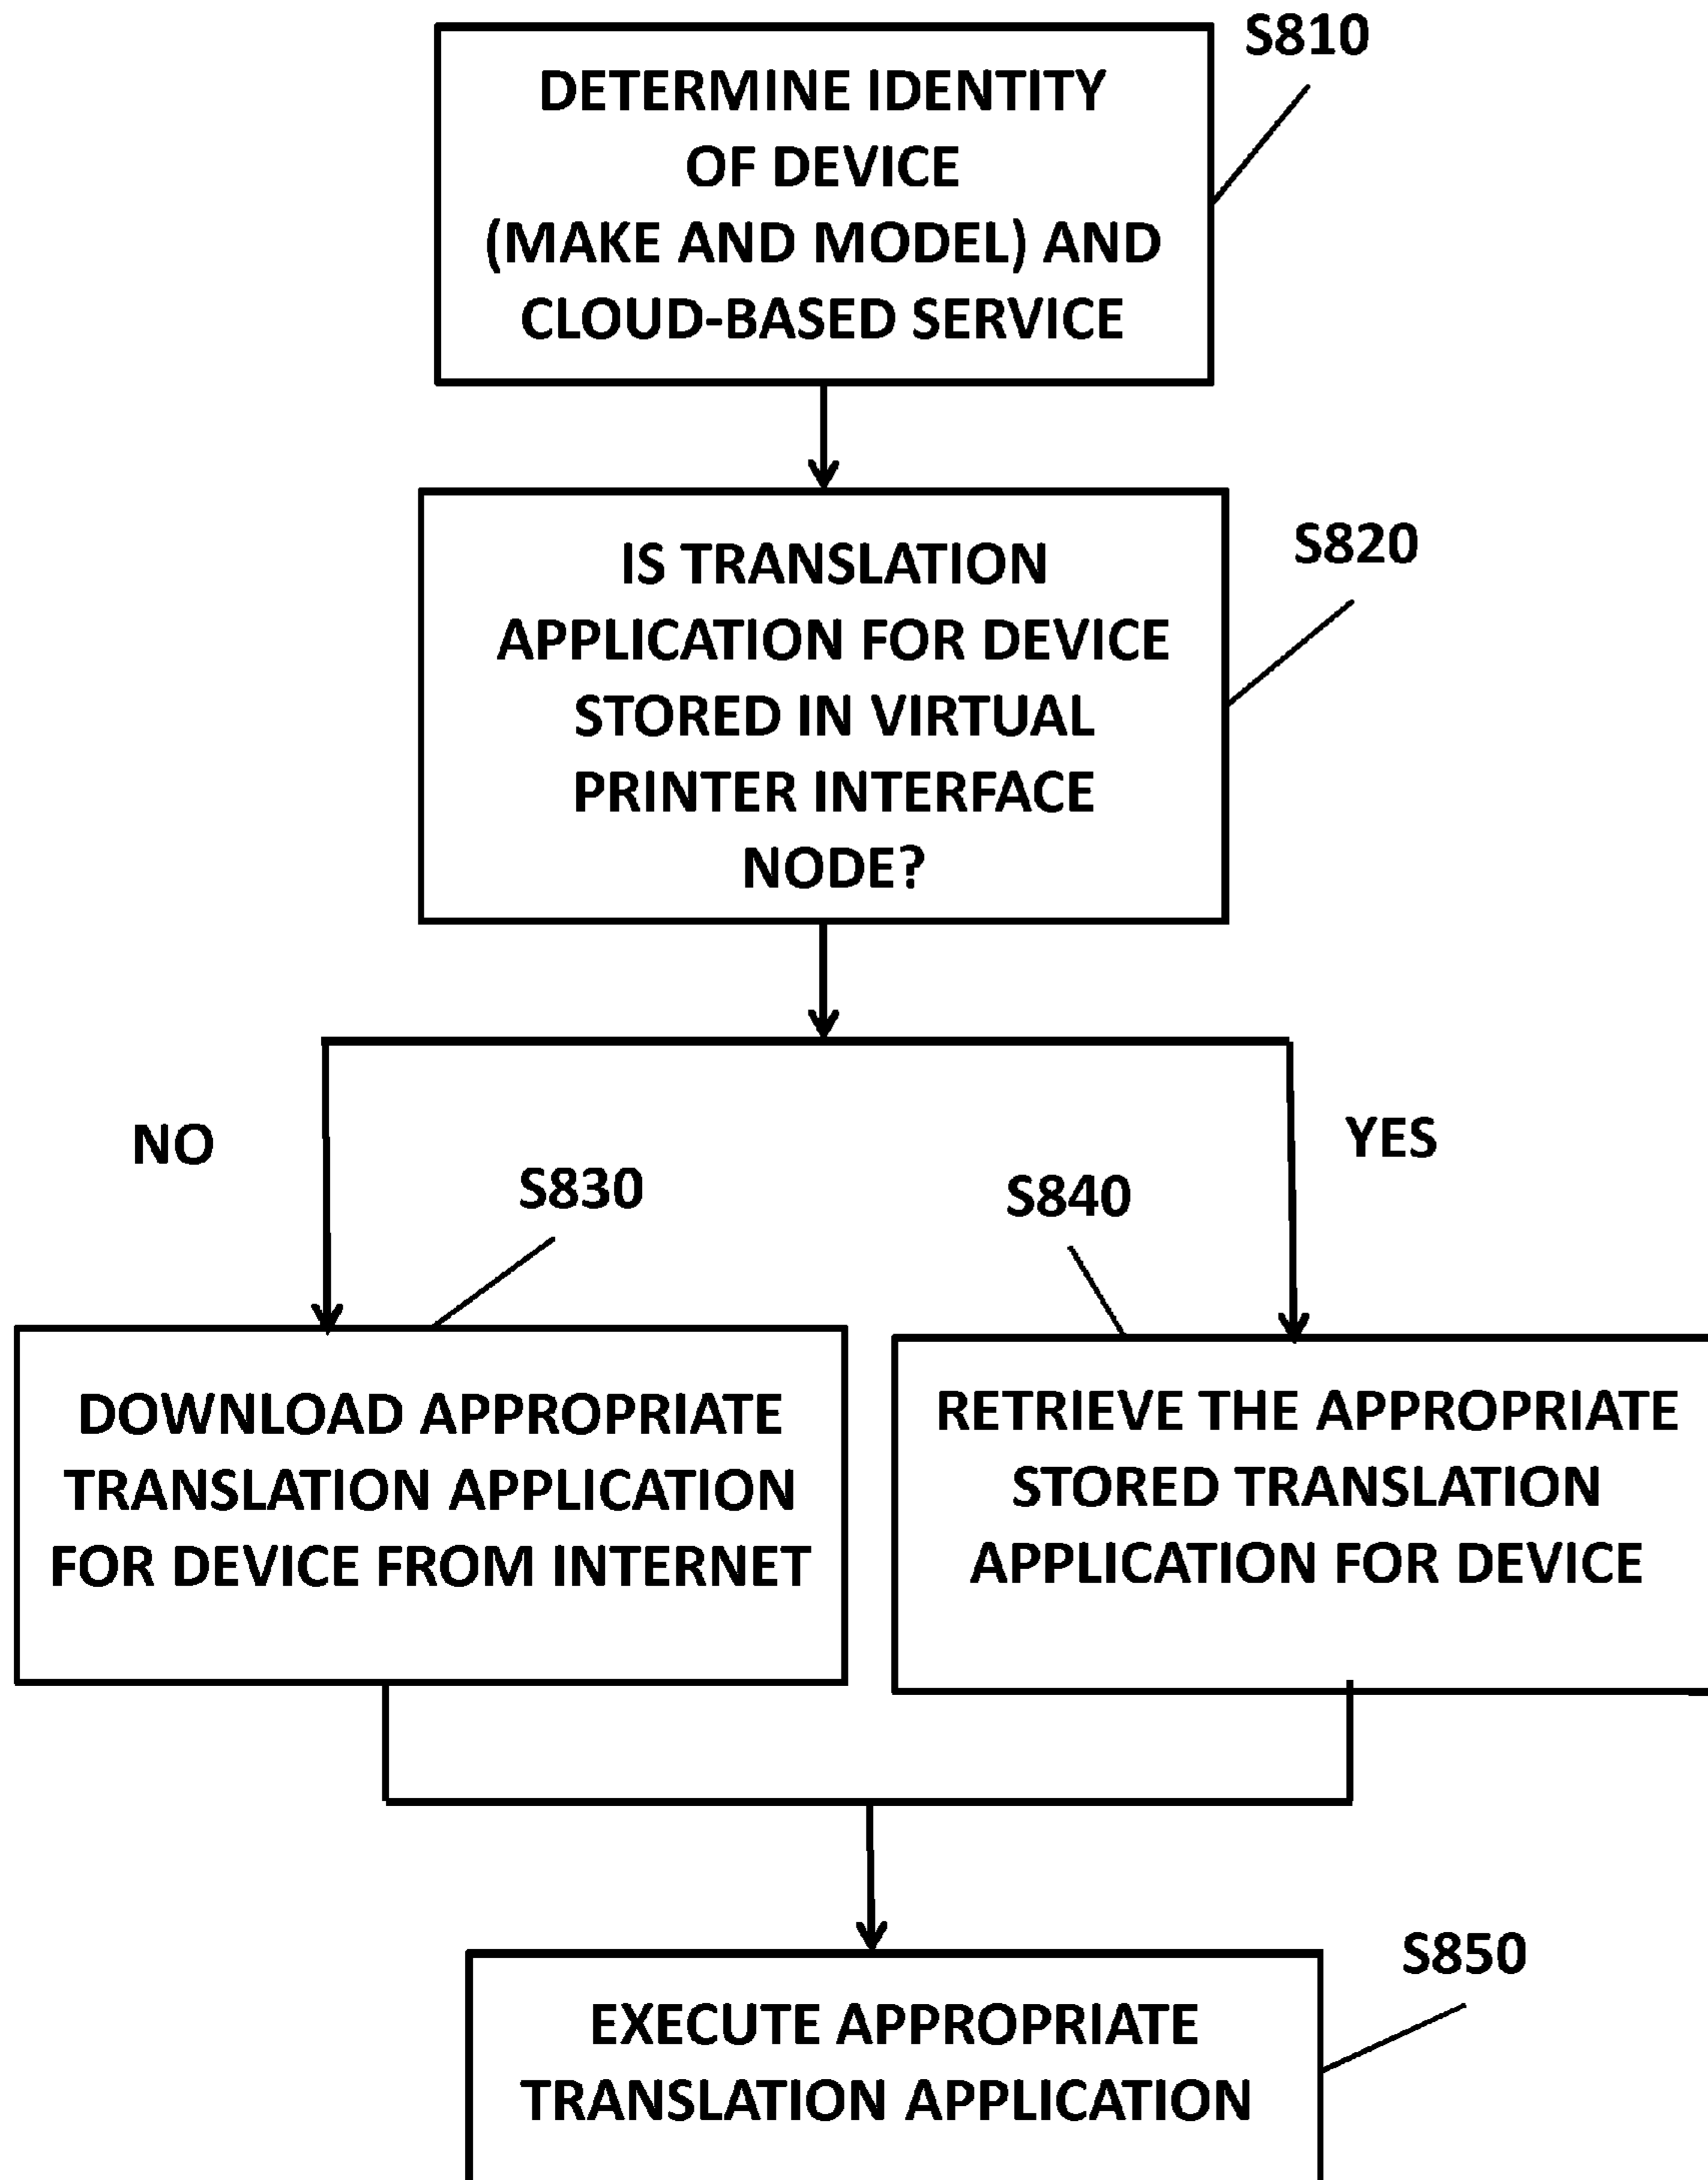 S810
DETERMINE IDENTITY
OF DEVICE
(MAKE AND MODEL) AND
CLOUD-BASED SERVICE
S820
IS TRANSLATION
APPLICATION FOR DEVICE
STORED IN VIRTUAL
PRINTER INTERFACE
NODE?
NO
YES
S830
DOWNLOAD APPROPRIATE
TRANSLATION APPLICATION
FOR DEVICE FROM INTERNET
S840
RETRIEVE THE APPROPRIATE
STORED TRANSLATION
APPLICATION FOR DEVICE
S850
EXECUTE APPROPRIATE
TRANSLATION APPLICATION